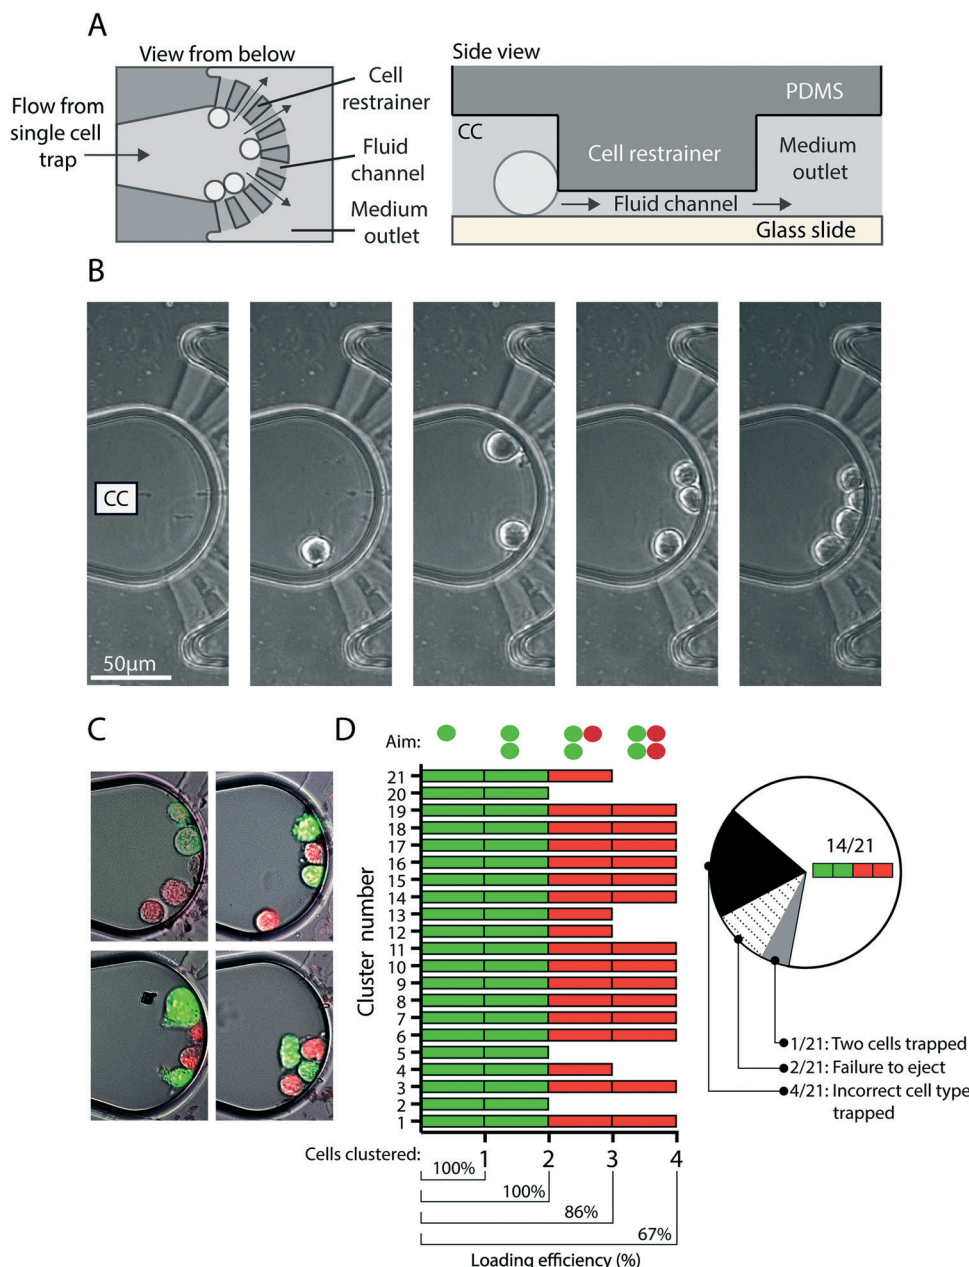 A
View from below
Flow from
single cell
trap
Cell
restrainer
Fluid
channel
Medium
outlet
Side view
PDMS
CC
Cell restrainer
Medium
outlet
Fluid channel
Glass slide
B
CC
50μm
C
D
Aim:
Cluster number
21
20
19
18
17
16
15
14
13
12
11
10
9
8
7
6
5
4
3
2
1
Cells clustered:
1 2 3 4
100%
100%
86%
67%
Loading efficiency (%)
14/21
1/21: Two cells trapped
2/21: Failure to eject
4/21: Incorrect cell type
trapped